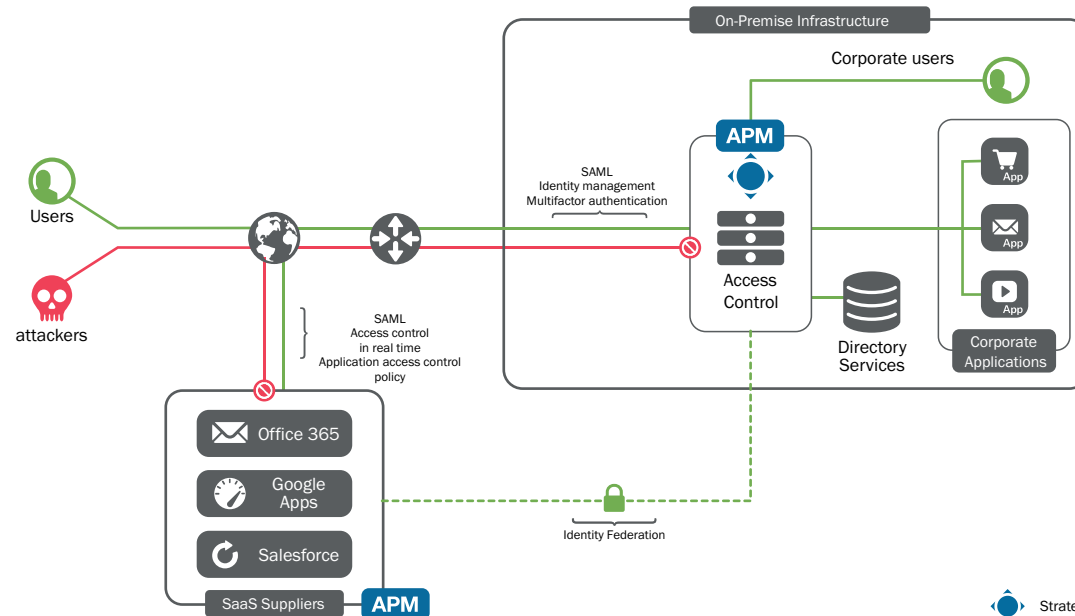 On-Premise Infrastructure
Corporate users
APM
SAML
Identity management
Multifactor authentication
Users
App
App
App
Access
Control
attackers
SAML
Access control
in real time
Application access control
policy
Directory
Services
Corporate
Applications
Office 365
Google
Apps
Salesforce
Identity Federation
SaaS Suppliers
APM
Strate